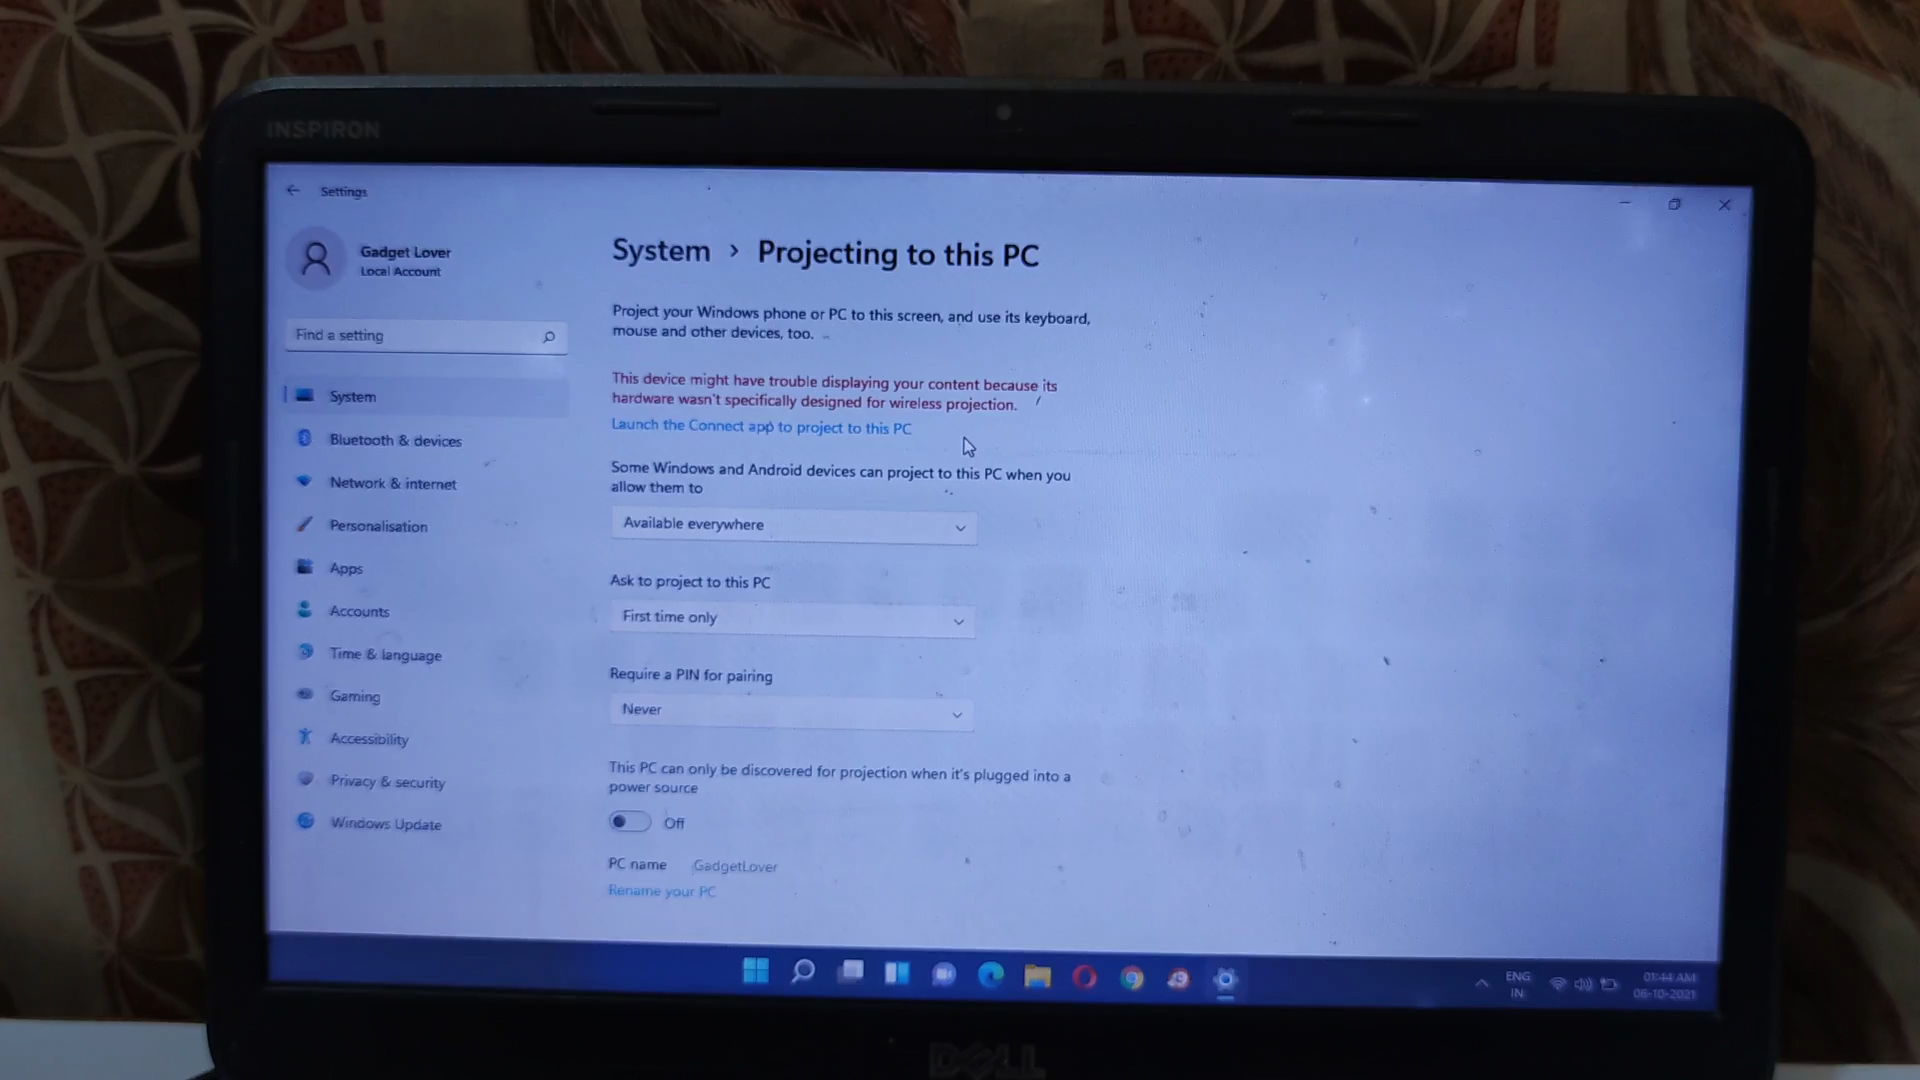 INSPIRON
Settings
Gadget Lover
Local Account
Find a setting
System
Bluetooth & devices
Network & internet
Personalisation
Apps
Accounts
Time & language
Gaming
Accessibility
Privacy & security
Windows Update
System > Projecting to this PC
Project your Windows phone or PC to this screen, and use its keyboard,
mouse and other devices, too.
This device might have trouble displaying your content because its
hardware wasn't specifically designed for wireless projection.
Launch the Connect app to project to this PC
Some Windows and Android devices can project to this PC when you
allow them to
Available everywhere
Ask to project to this PC
First time only
Require a PIN for pairing
Never
This PC can only be discovered for projection when it's plugged into a
power source
Off
PC name GadgetLover
Rename your PC
ENG
IN
01:44 AM
06-10-2021
DELL